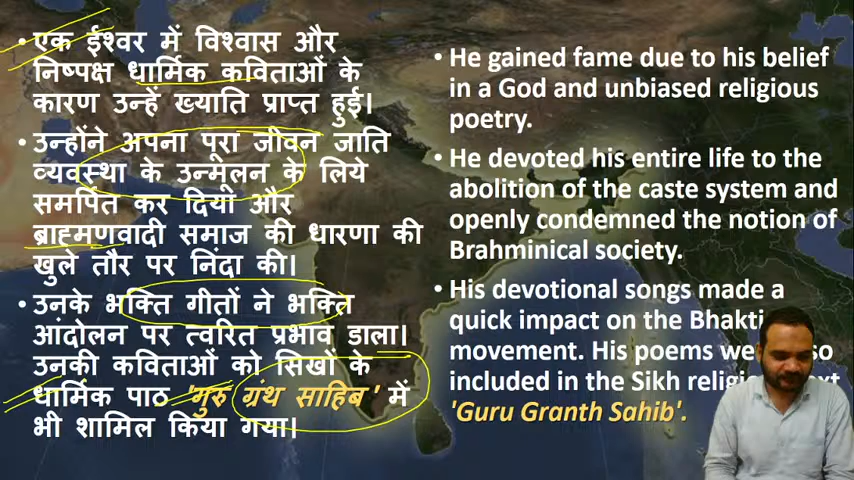 • एक ईश्वर में विश्वास और
निष्पक्ष धार्मिक कविताओं के
कारण उन्हें ख्याति प्राप्त हुई।
• उन्होंने अपना पूरा जीवन जाति
व्यवस्था के उन्मूलन के लिये
समर्पित कर दिया और
ब्राह्मणवादी समाज की धारणा की
खुले तौर पर निंदा की।
• उनके भक्ति गीतों ने भक्ति
आंदोलन पर त्वरित प्रभाव डाला।
उनकी कविताओं को सिखों के
धार्मिक पाठ 'गुरु ग्रंथ साहिब ' में
भी शामिल किया गया।
• He gained fame due to his belief
in a God and unbiased religious
poetry.
• He devoted his entire life to the
abolition of the caste system and
openly condemned the notion of
Brahminical society.
• His devotional songs made a
quick impact on the Bhakti
movement. His poems
included in the Sikh
'Guru Granth Sahib'.